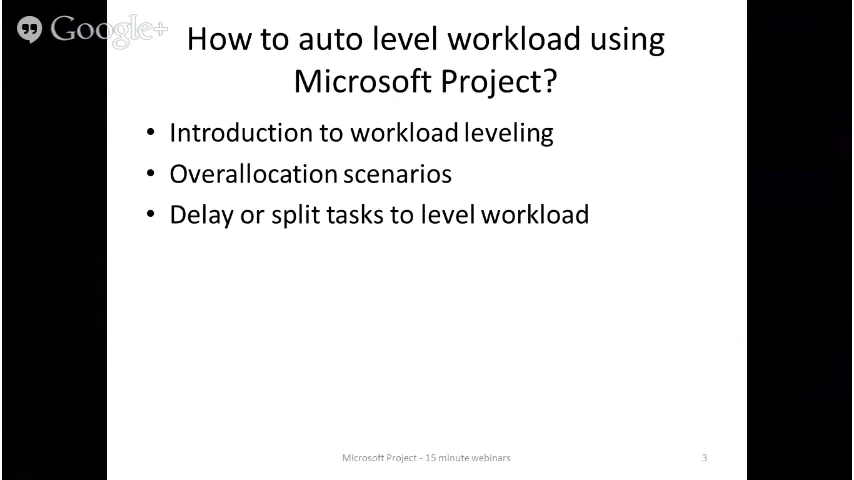 Google+
How to auto level workload using
Microsoft Project?
• Introduction to workload leveling
• Overallocation scenarios
• Delay or split tasks to level workload
Microsoft Project - 15 minute webinars
3